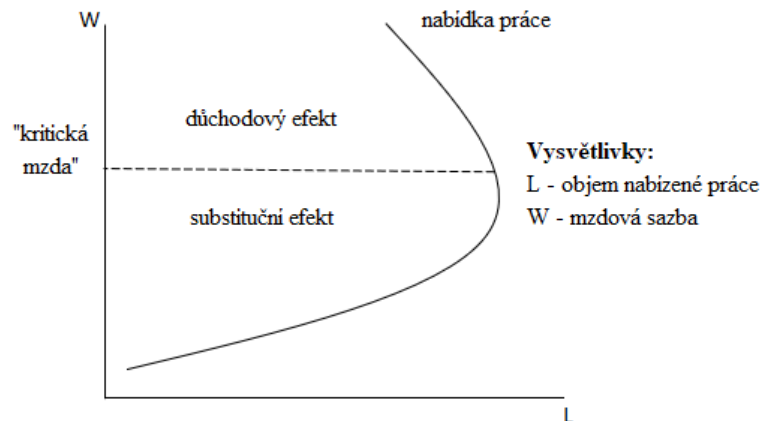 W
nabídka práce
důchodový efekt
"kritická
mzda"
Vysvětlivky:
L - objem nabízené práce
W - mzdová sazba
substituční efekt
L